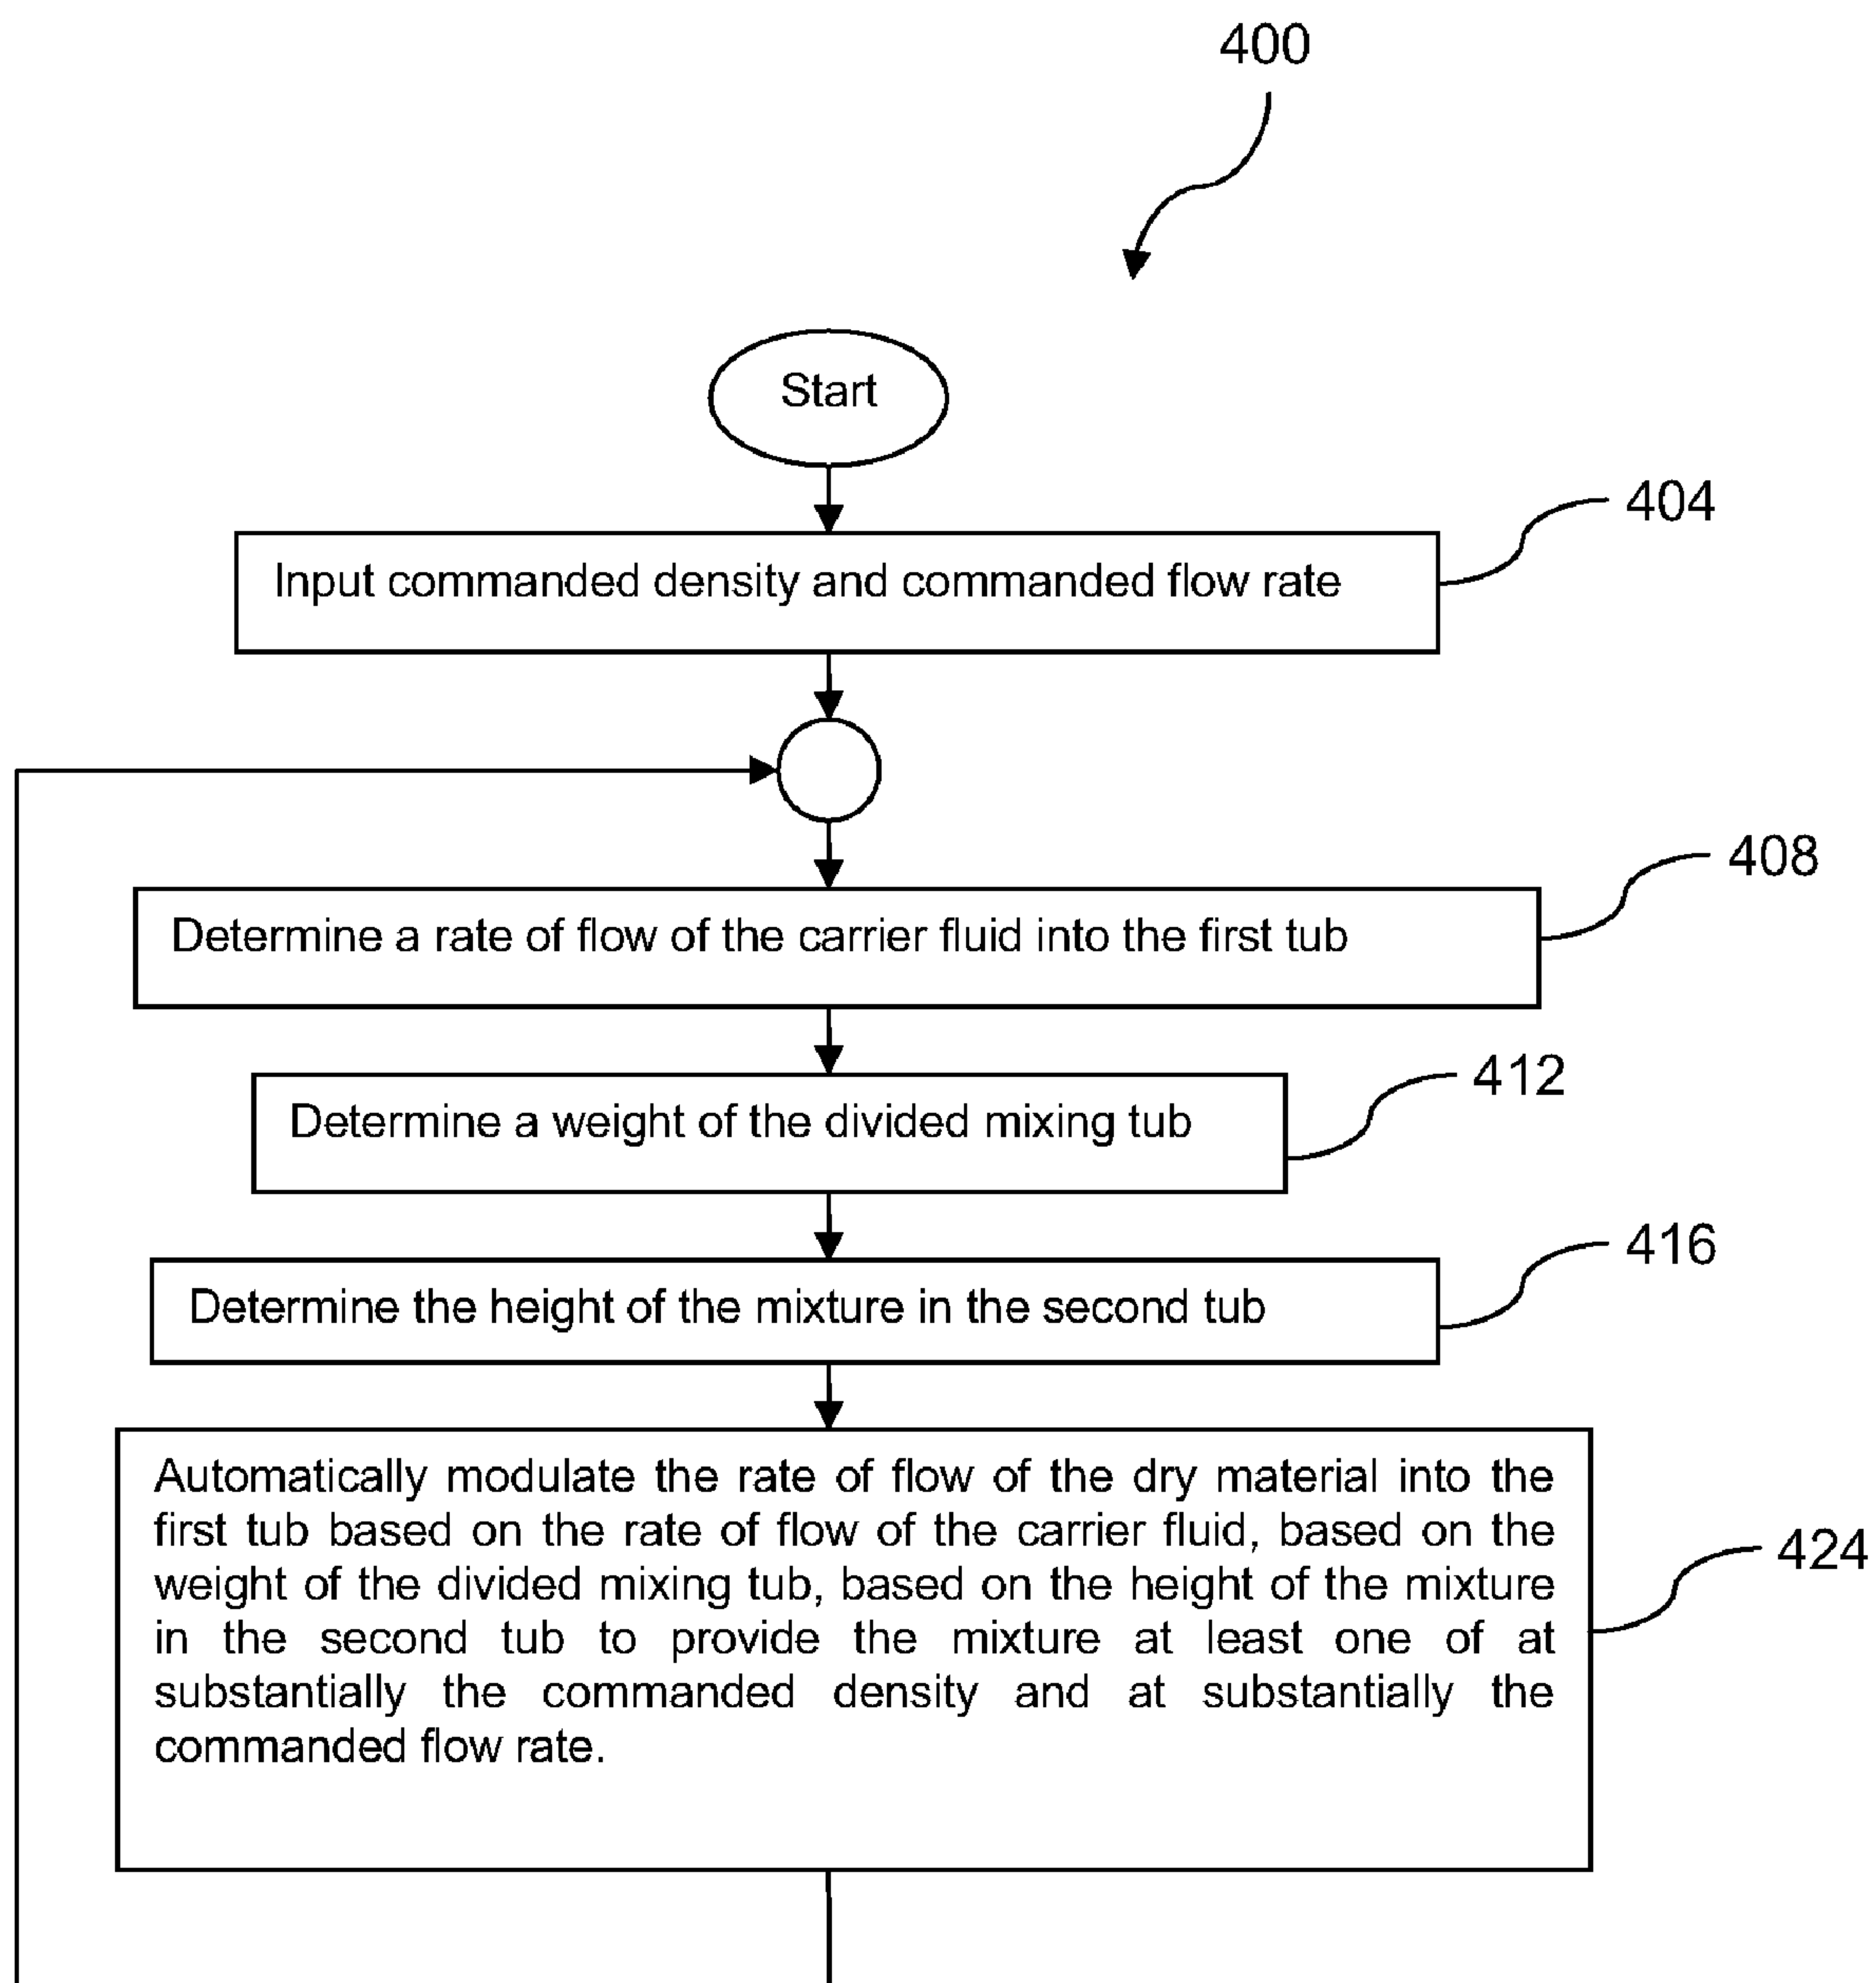 400
Start
404
Input commanded density and commanded flow rate
408
Determine a rate of flow of the carrier fluid into the first tub
412
Determine a weight of the divided mixing tub
416
Determine the height of the mixture in the second tub
Automatically modulate the rate of flow of the dry material into the
first tub based on the rate of flow of the carrier fluid, based on the
weight of the divided mixing tub, based on the height of the mixture
in the second tub to provide the mixture at least one of at
substantially the commanded density and at substantially the
commanded flow rate.
424